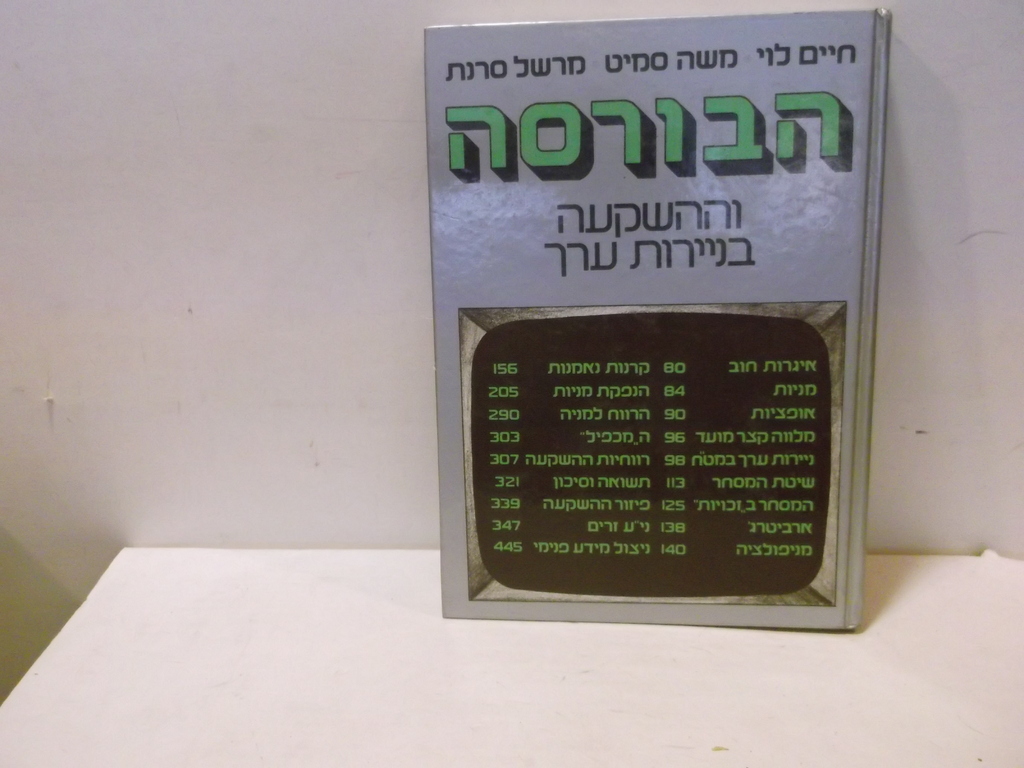 חיים לוי · משה סמיט · מרשל סרנת
הבורסה
וההשקעה
בניירות ערך
איגרות חוב 80 קרנות נאמנות 156
מניות 84 הנפקת מניות 205
אופציות 90 הרווח למניה 290
מלווה קצר מועד 96 ה„מכפיל" 303
ניירות ערך במט"ח 98 רווחיות ההשקעה 307
שיטת המסחר 113 תשואה וסיכון 321
המסחר ב„זכויות" 125 פיזור ההשקעה 339
ארביטרג' 138 ני"ע זרים 347
מניפולציה 140 ניצול מידע פנימי 445